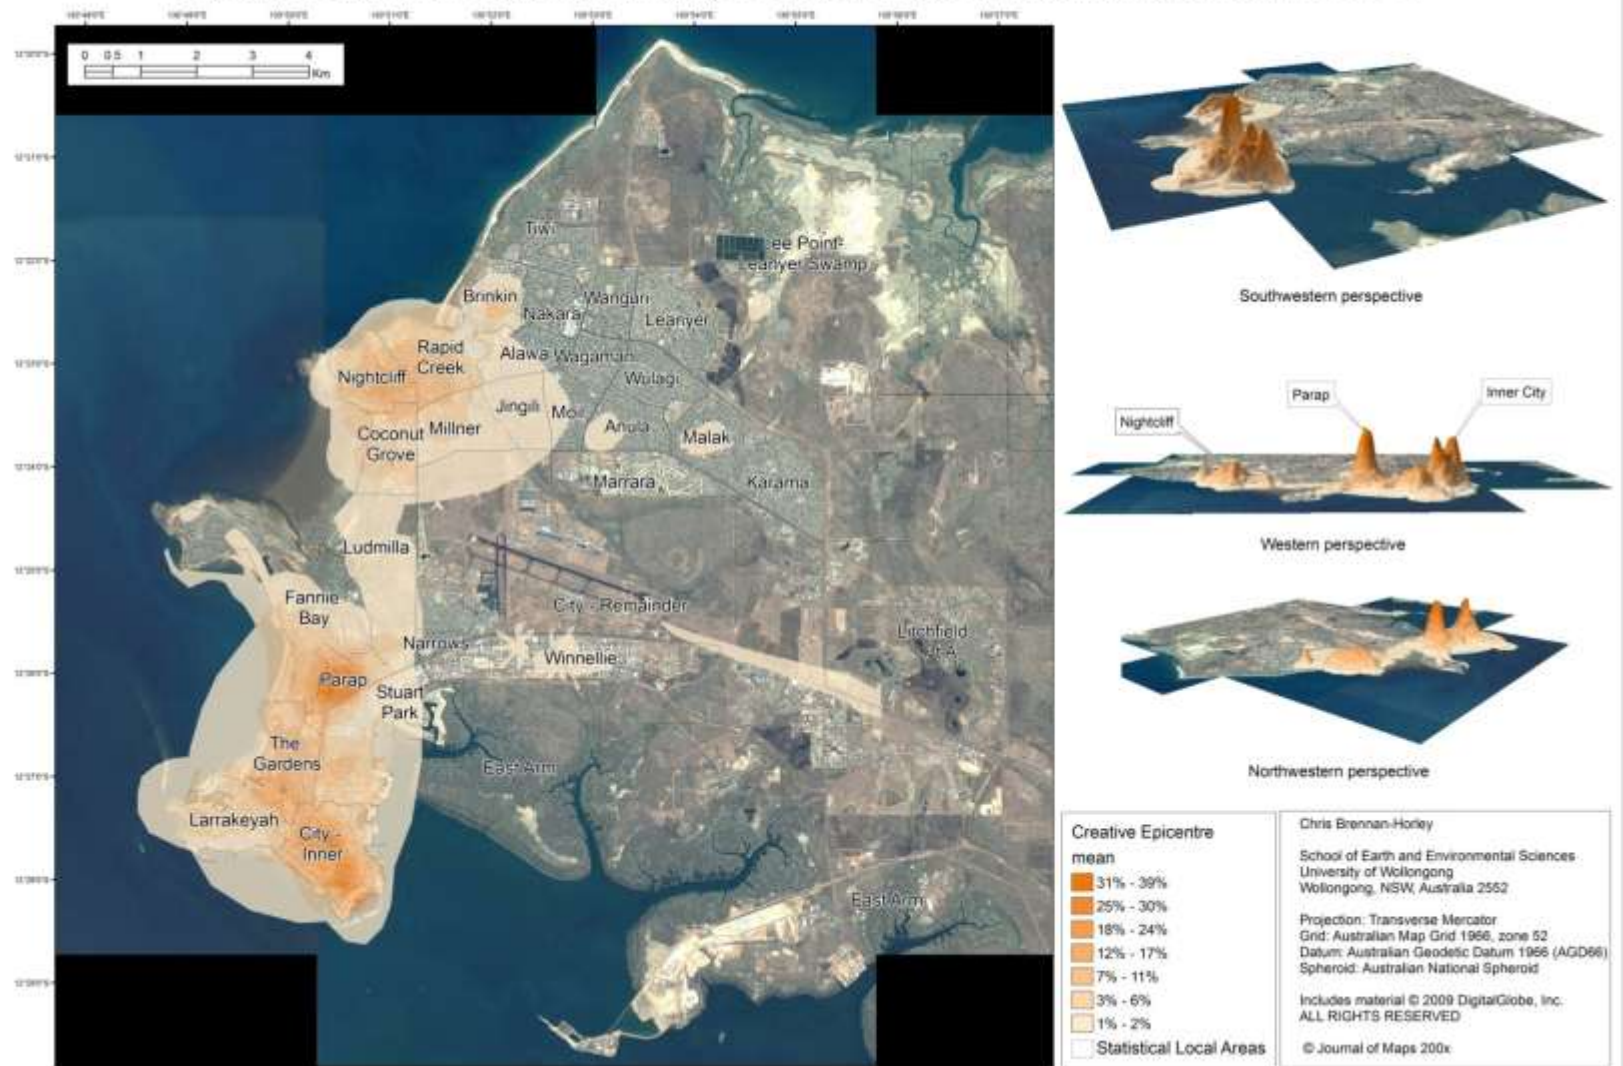 0 0.5 1 2 3 4
Km
Tiwi
Lee Point-
Leanyer Swamp
Brinkin
Wanguri
Nakara
Leanyer
Rapid
Creek
Alawa
Wagaman
Nightcliff
Wulagi
Jingili
Moil
Coconut
Grove
Millner
Anula
Malak
Marrara
Karama
Ludmilla
Fannie
Bay
City - Remainder
Narrows
Litchfield
Winnellie
Parap
Stuart
Park
The
Gardens
East Arm
Larrakeyah
City -
Inner
East Arm
Southwestern perspective
Parap
Inner City
Nightcliff
Western perspective
Northwestern perspective
Creative Epicentre
mean
31% - 39%
25% - 30%
18% - 24%
12% - 17%
7% - 11%
3% - 6%
1% - 2%
Statistical Local Areas
Chris Brennan-Horley
School of Earth and Environmental Sciences
University of Wollongong
Wollongong, NSW, Australia 2552
Projection: Transverse Mercator
Grid: Australian Map Grid 1966, zone 52
Datum: Australian Geodetic Datum 1966 (AGD66)
Spheroid: Australian National Spheroid
Includes material © 2009 DigitalGlobe, Inc.
ALL RIGHTS RESERVED
© Journal of Maps 200x